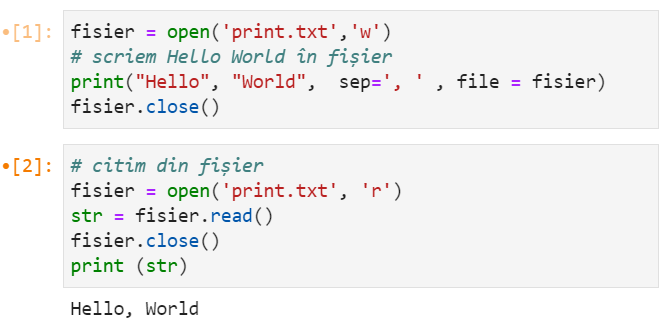 •[1]: fisier = open('print.txt','w')
# scriem Hello World în fișier
print("Hello", "World",  sep=', ' , file = fisier)
fisier.close()
•[2]: # citim din fișier
fisier = open('print.txt', 'r')
str = fisier.read()
fisier.close()
print (str)
Hello, World